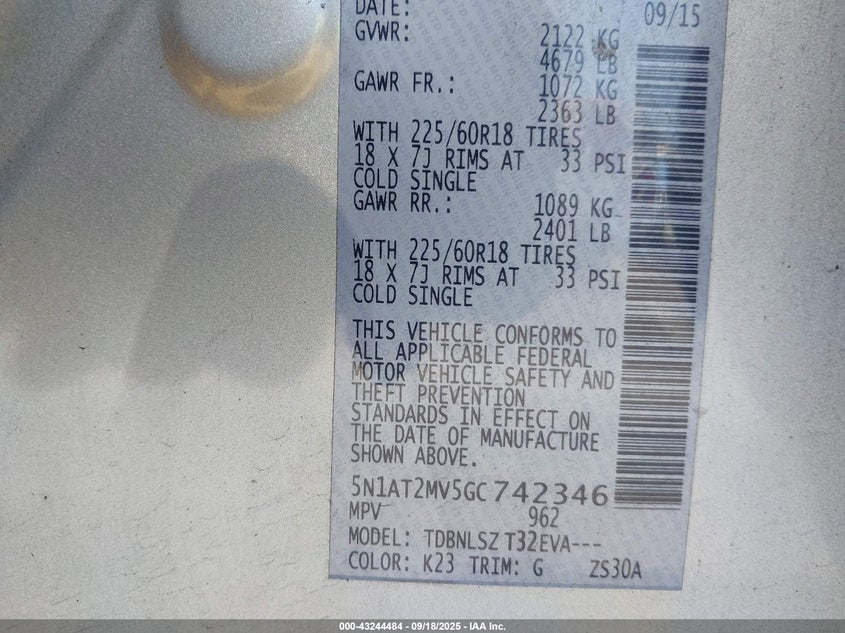 DATE: 09/15
GVWR: 2122 KG
4679 LB
GAWR FR.: 1072 KG
2363 LB
WITH 225/60R18 TIRES
18 X 7J RIMS AT 33 PSI
COLD SINGLE
GAWR RR.: 1089 KG
2401 LB
WITH 225/60R18 TIRES
18 X 7J RIMS AT 33 PSI
COLD SINGLE
THIS VEHICLE CONFORMS TO
ALL APPLICABLE FEDERAL
MOTOR VEHICLE SAFETY AND
THEFT PREVENTION
STANDARDS IN EFFECT ON
THE DATE OF MANUFACTURE
SHOWN ABOVE.
5N1AT2MV5GC742346
MPV 962
MODEL: TDBNLSZ T32EVA---
COLOR: K23 TRIM: G ZS30A
000-43244484 - 09/18/2025 - IAA Inc.